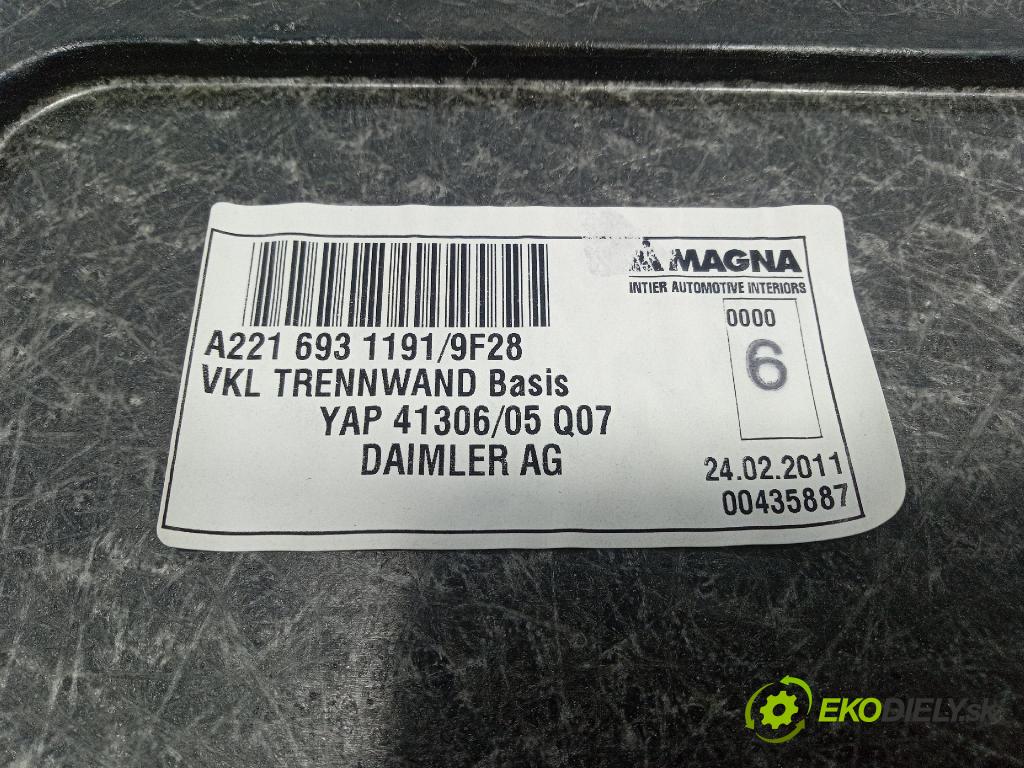 MAGNA
INTIER AUTOMOTIVE INTERIORS
0000
6
A221 693 1191/9F28
VKL TRENNWAND Basis
YAP 41306/05 Q07
DAIMLER AG
24.02.2011
00435887
EKODIELY.sk